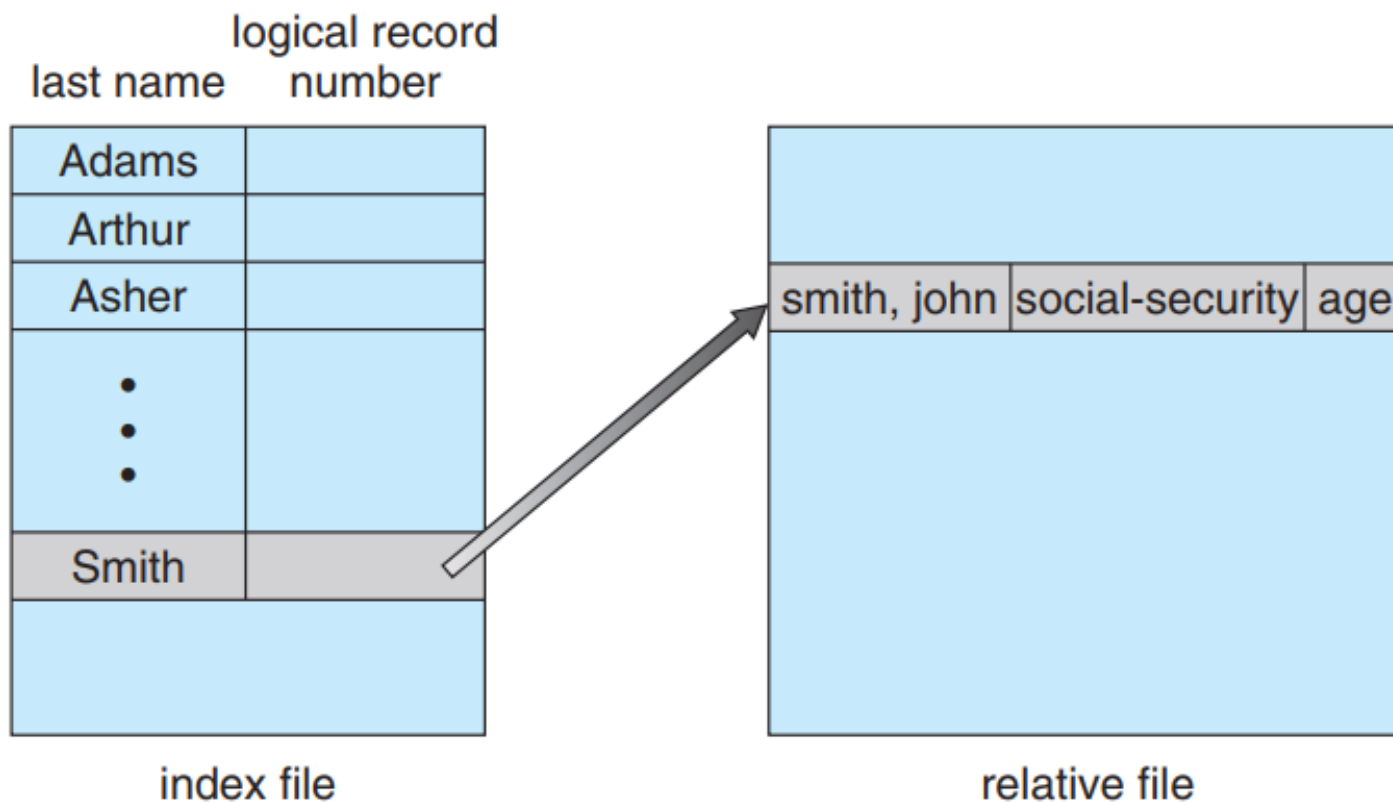 logical record
last name number
Adams
Arthur
Asher
Smith
smith, john social-security age
index file relative file